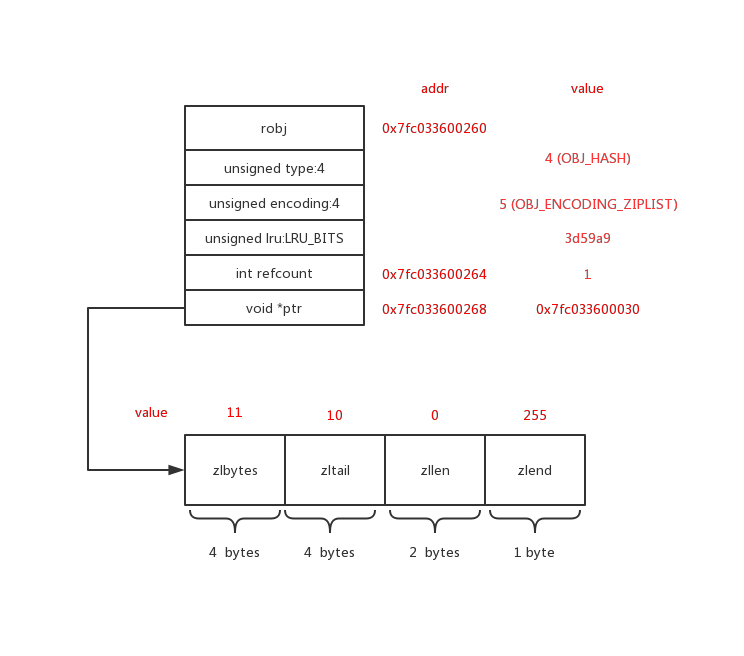 addr value
robj 0x7fc033600260
unsigned type:4 4 (OBJ_HASH)
unsigned encoding:4 5 (OBJ_ENCODING_ZIPLIST)
unsigned lru:LRU_BITS 3d59a9
int refcount 0x7fc033600264 1
void *ptr 0x7fc033600268 0x7fc033600030
value 11 10 0 255
zlbytes zltail zllen zlend
4 bytes 4 bytes 2 bytes 1 byte